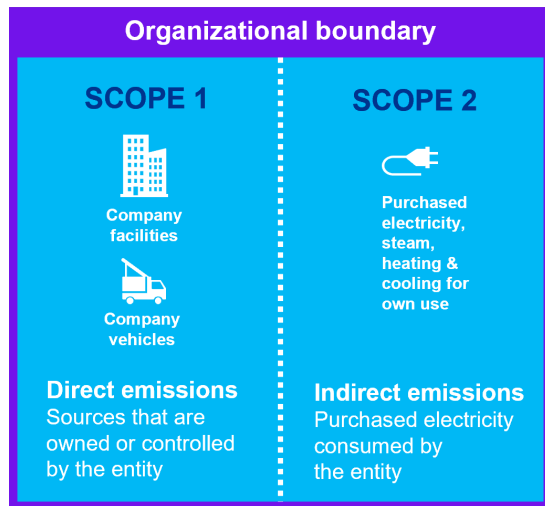 Organizational boundary
SCOPE 1
Company
facilities
Company
vehicles
Direct emissions
Sources that are
owned or controlled
by the entity
SCOPE 2
Purchased
electricity,
steam,
heating &
cooling for
own use
Indirect emissions
Purchased electricity
consumed by
the entity